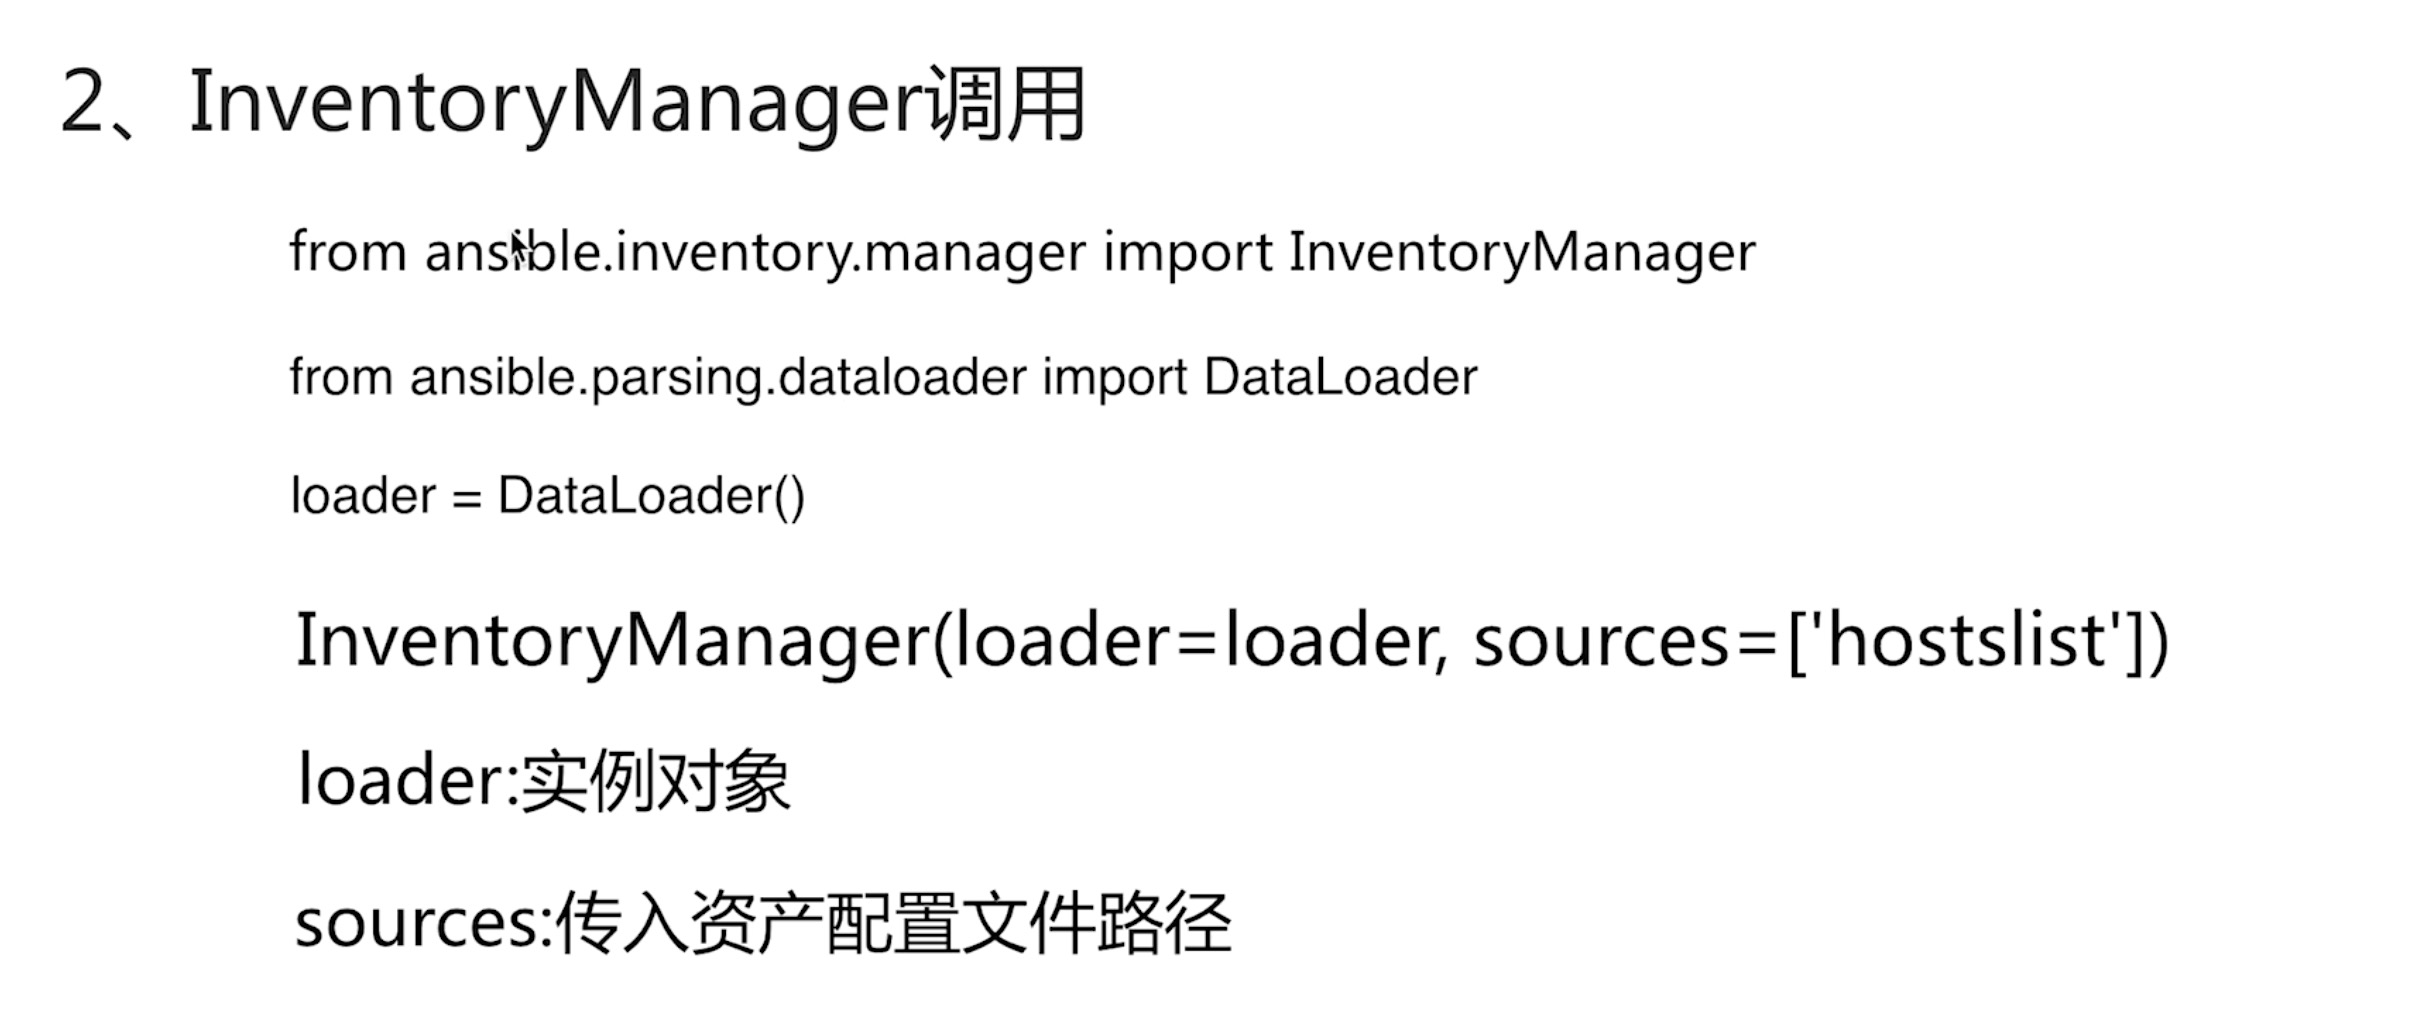 2、InventoryManager调用
from ansible.inventory.manager import InventoryManager
from ansible.parsing.dataloader import DataLoader
loader = DataLoader()
InventoryManager(loader=loader, sources=['hostslist'])
loader:实例对象
sources:传入资产配置文件路径